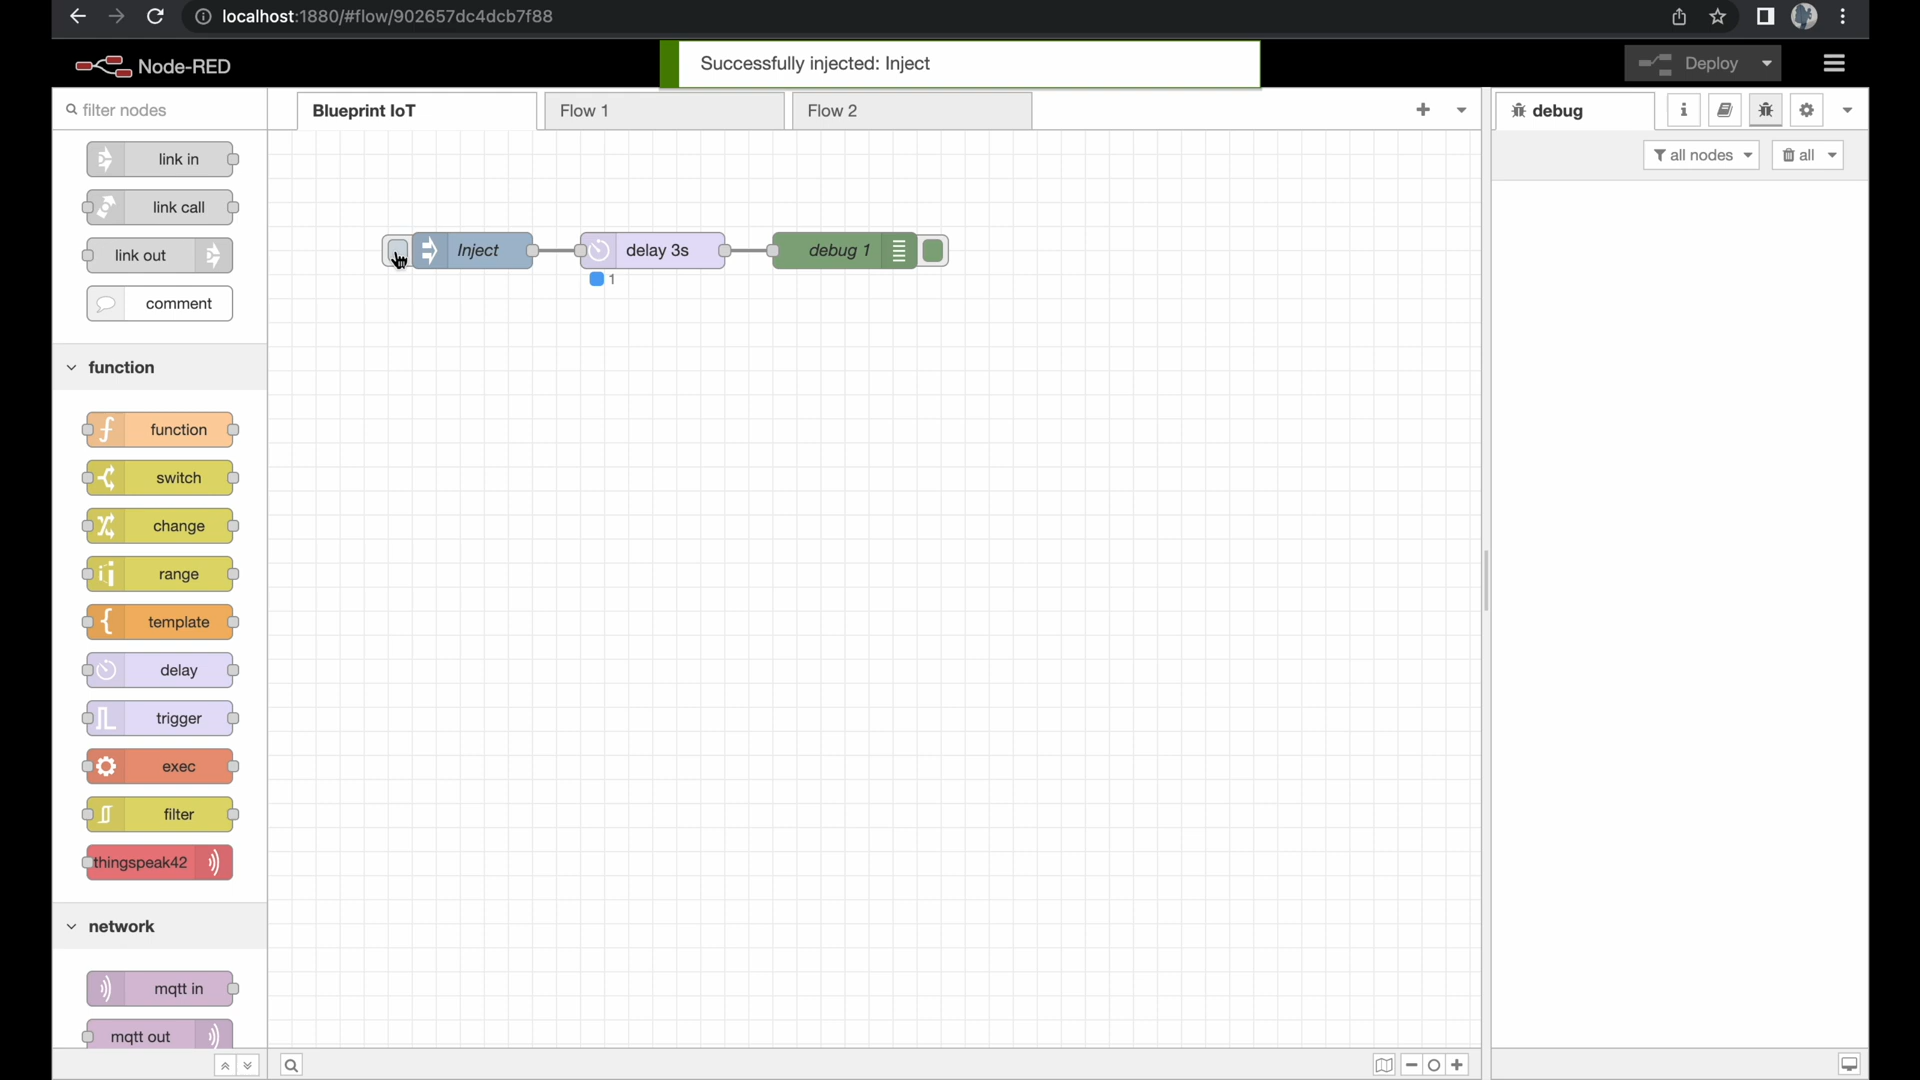 localhost:1880/#flow/902657dc4dcb7f88
Node-RED
Successfully injected: Inject
Deploy
filter nodes
Blueprint IoT
Flow 1
Flow 2
debug
all nodes
all
link in
link call
link out
comment
function
function
switch
change
range
template
delay
trigger
exec
filter
thingspeak42
network
mqtt in
mqtt out
Inject
delay 3s
debug 1
1